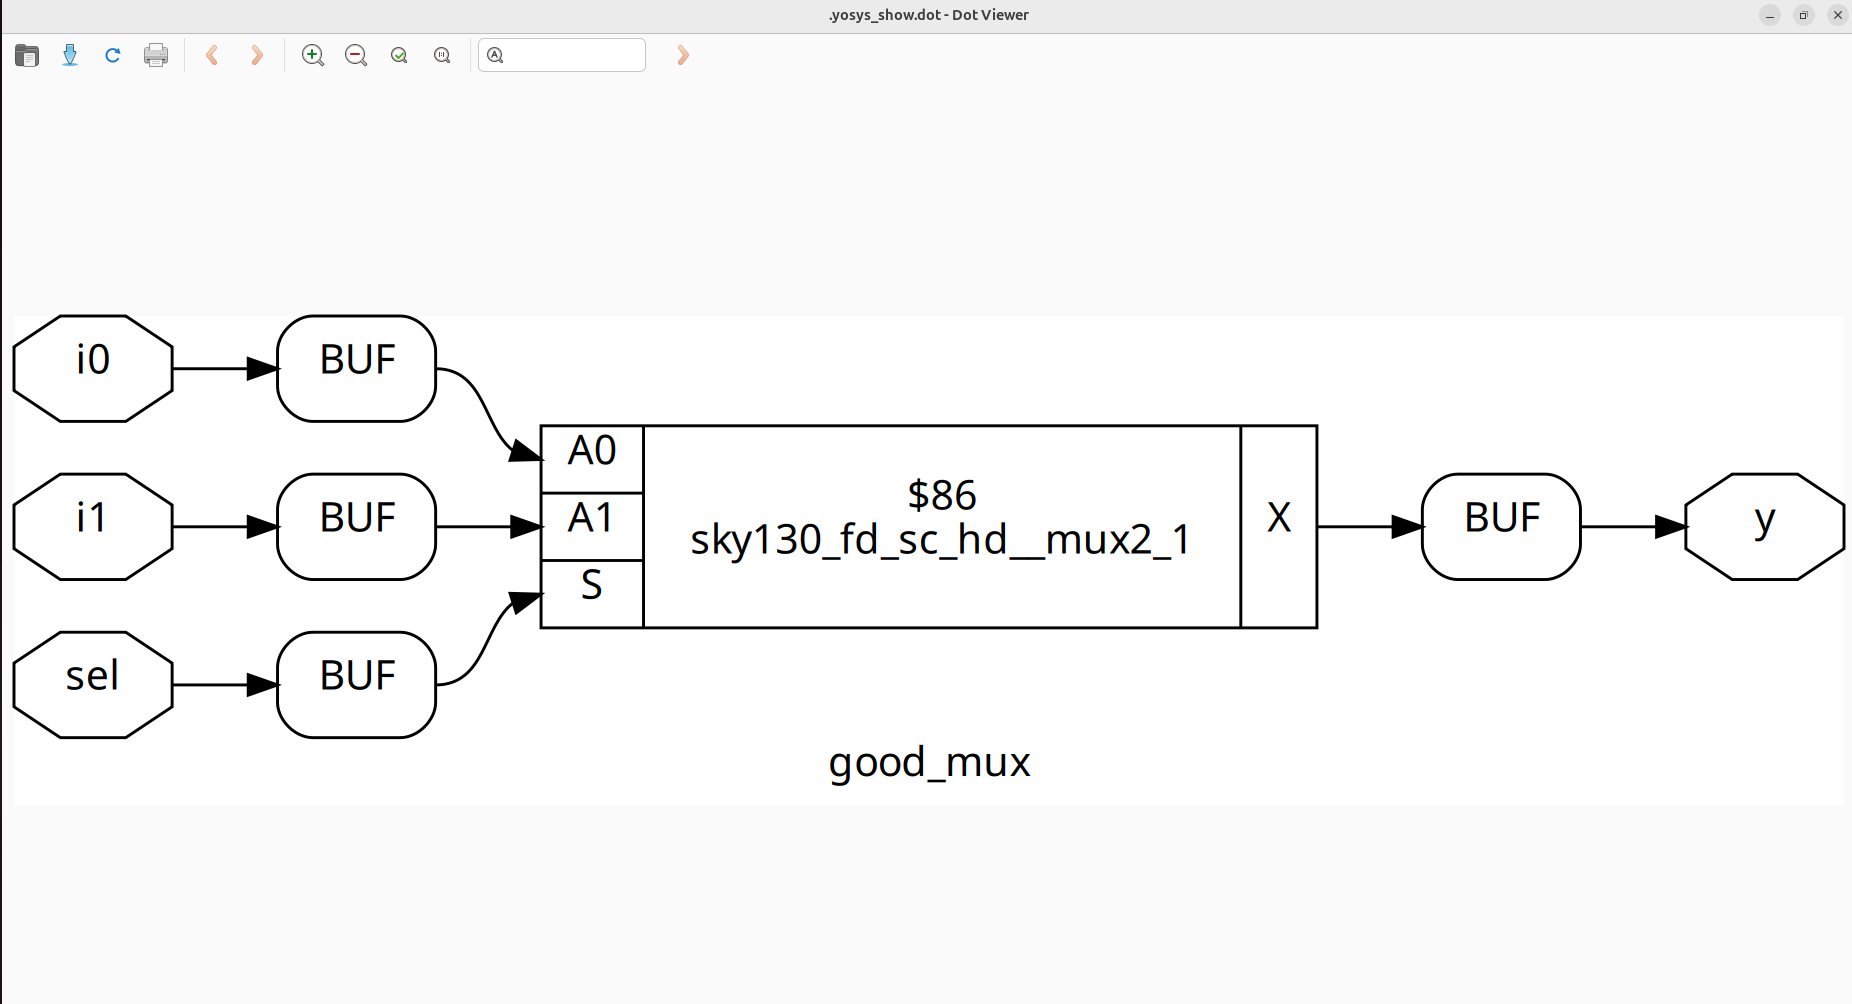 .yosys_show.dot - Dot Viewer
i0
BUF
A0
i1
BUF
A1
$86
sky130_fd_sc_hd__mux2_1
X
BUF
y
S
sel
BUF
good_mux